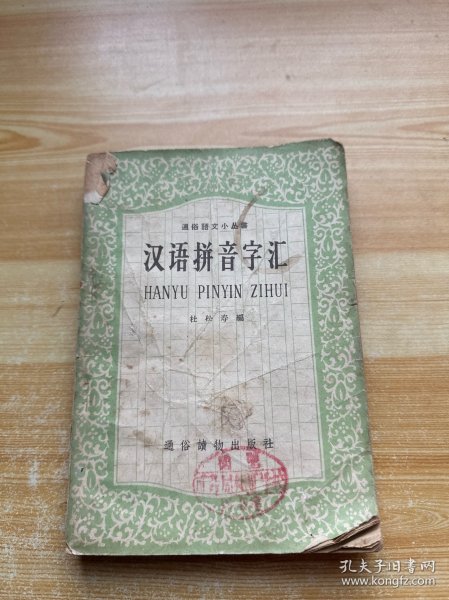 通俗語文小丛書
汉语拼音字汇
HANYU PINYIN ZIHUI
杜松寿編
通俗讀物出版社
孔夫子旧书网
www.kongfz.com